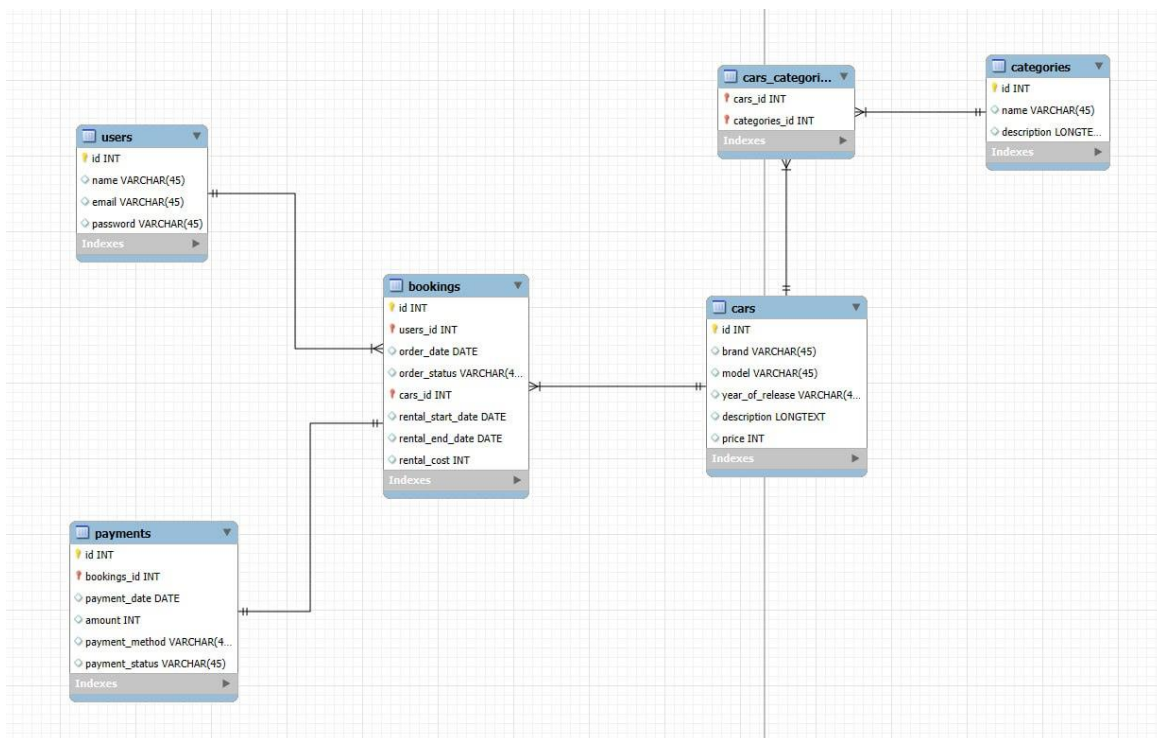 users
id INT
name VARCHAR(45)
email VARCHAR(45)
password VARCHAR(45)
Indexes
payments
id INT
bookings_id INT
payment_date DATE
amount INT
payment_method VARCHAR(4...
payment_status VARCHAR(45)
Indexes
bookings
id INT
users_id INT
order_date DATE
order_status VARCHAR(4...
cars_id INT
rental_start_date DATE
rental_end_date DATE
rental_cost INT
Indexes
cars_categori...
cars_id INT
categories_id INT
Indexes
cars
id INT
brand VARCHAR(45)
model VARCHAR(45)
year_of_release VARCHAR(4...
description LONGTEXT
price INT
Indexes
categories
id INT
name VARCHAR(45)
description LONGTE...
Indexes